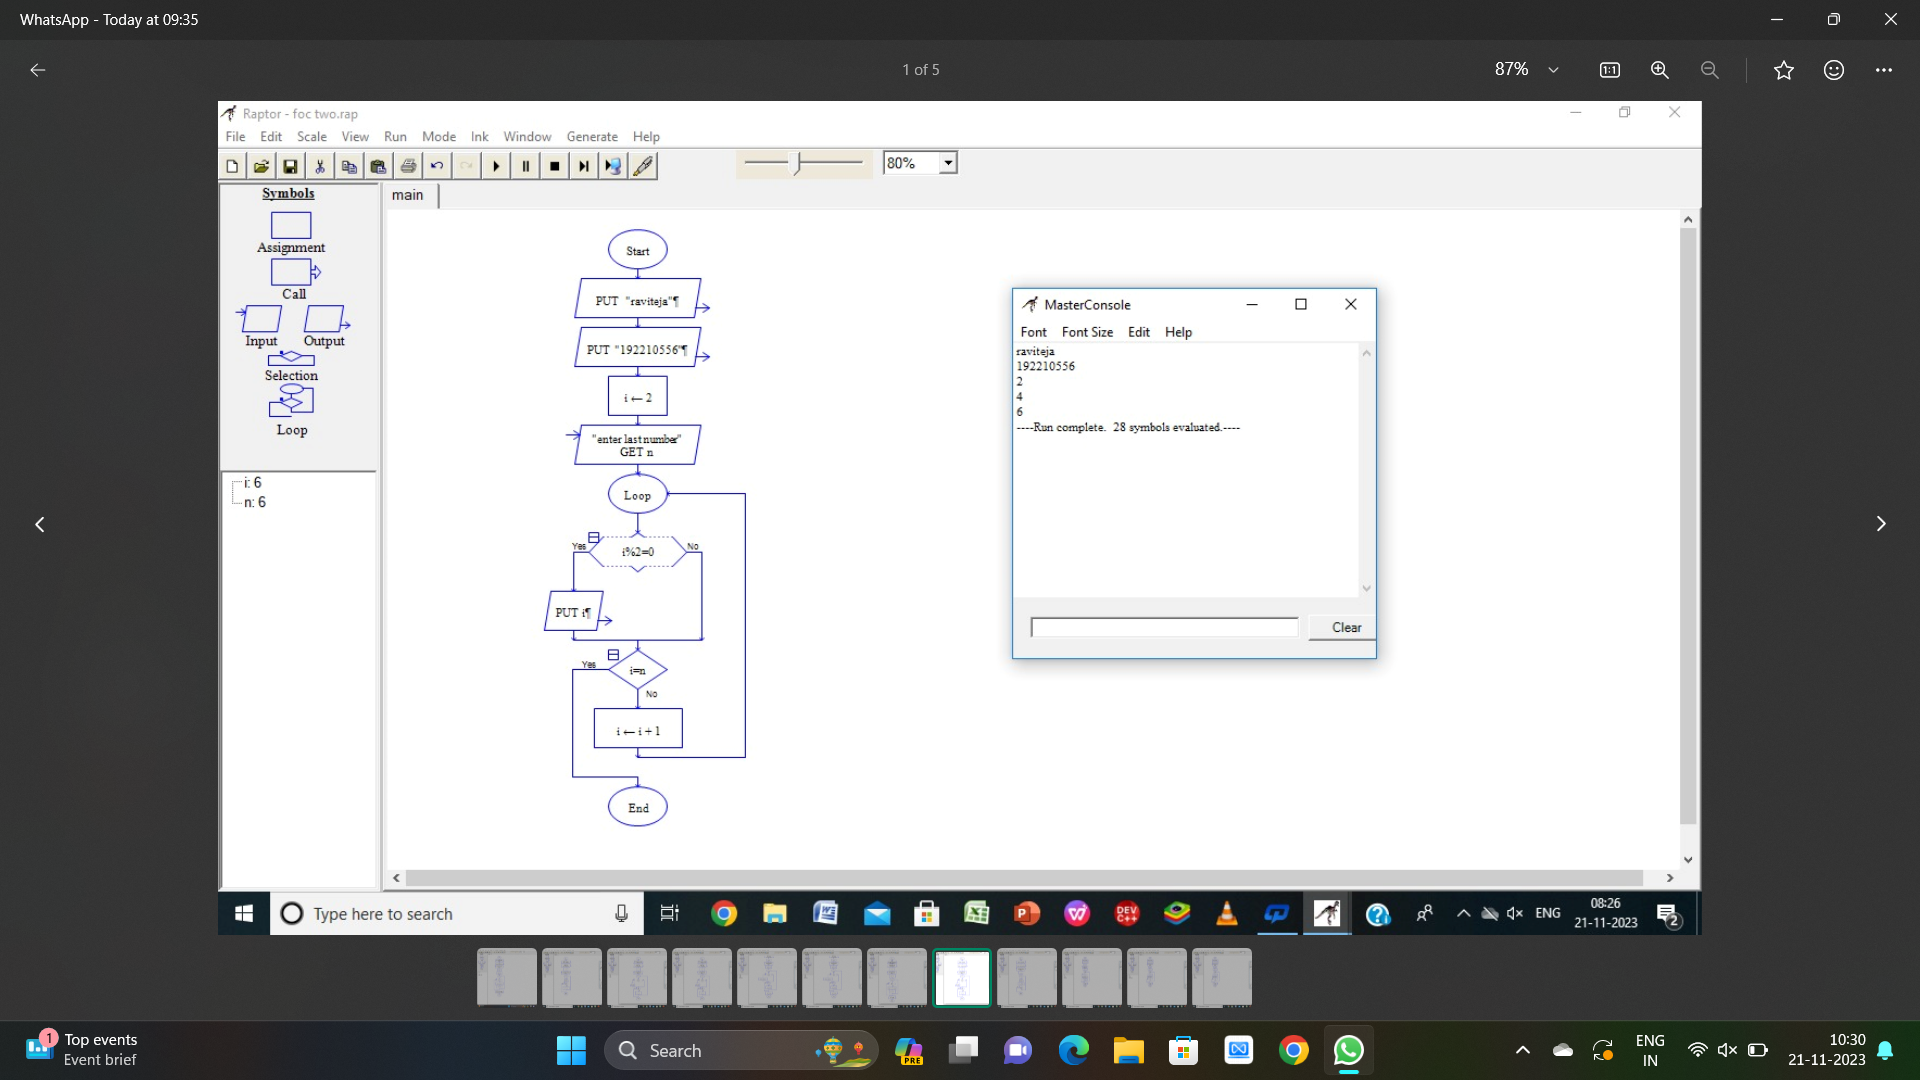 WhatsApp - Today at 09:35
1 of 5
87%
Raptor - foc two.rap
File Edit Scale View Run Mode Ink Window Generate Help
80%
Symbols
Assignment
Call
Input Output
Selection
Loop
i: 6
n: 6
main
Start
PUT "raviteja"¶
PUT "192210556"¶
i ← 2
"enter last number"
GET n
Loop
Yes
i%2=0
No
PUT i¶
Yes
i=n
No
i ← i + 1
End
MasterConsole
Font Font Size Edit Help
raviteja
192210556
2
4
6
----Run complete. 28 symbols evaluated.----
Clear
Type here to search
DEV C++
ENG
08:26
21-11-2023
2
1
Top events
Event brief
Search
PRE
ENG
IN
10:30
21-11-2023